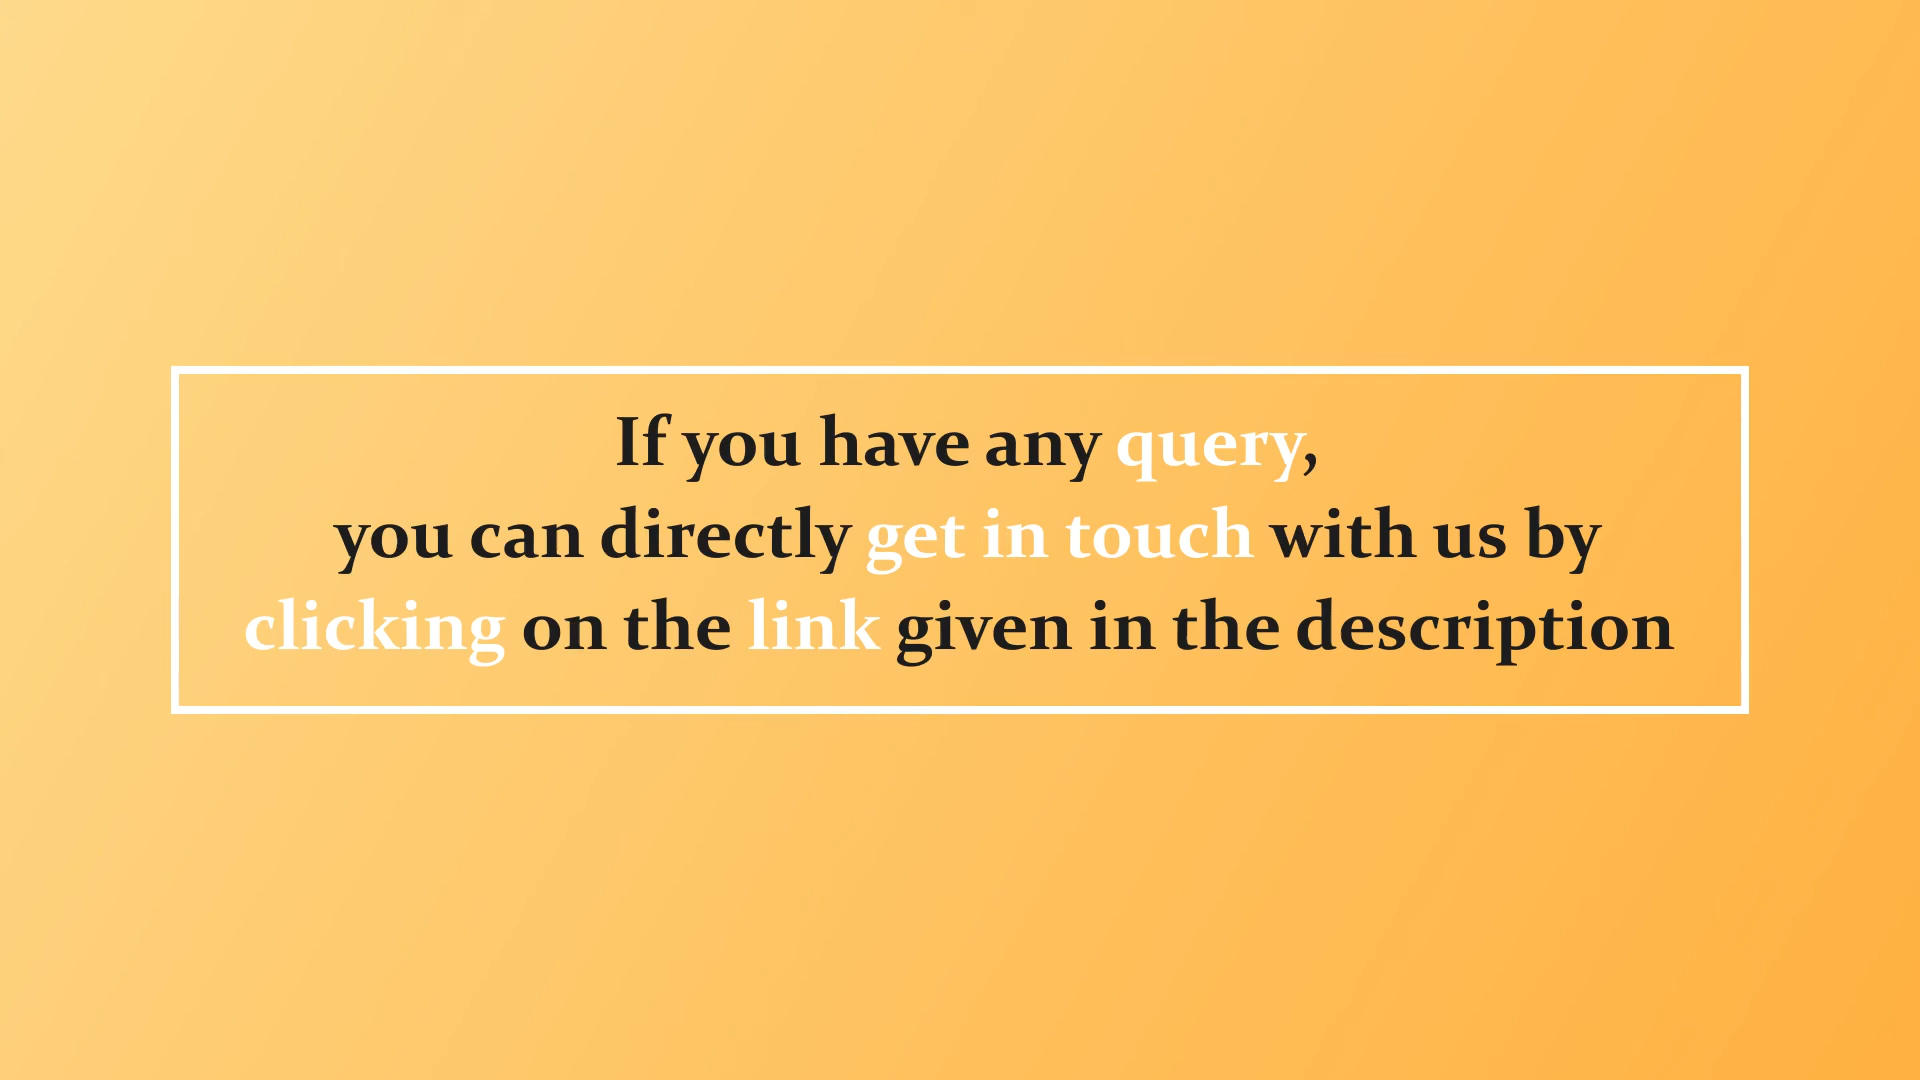 If you have any query,
you can directly get in touch with us by
clicking on the link given in the description